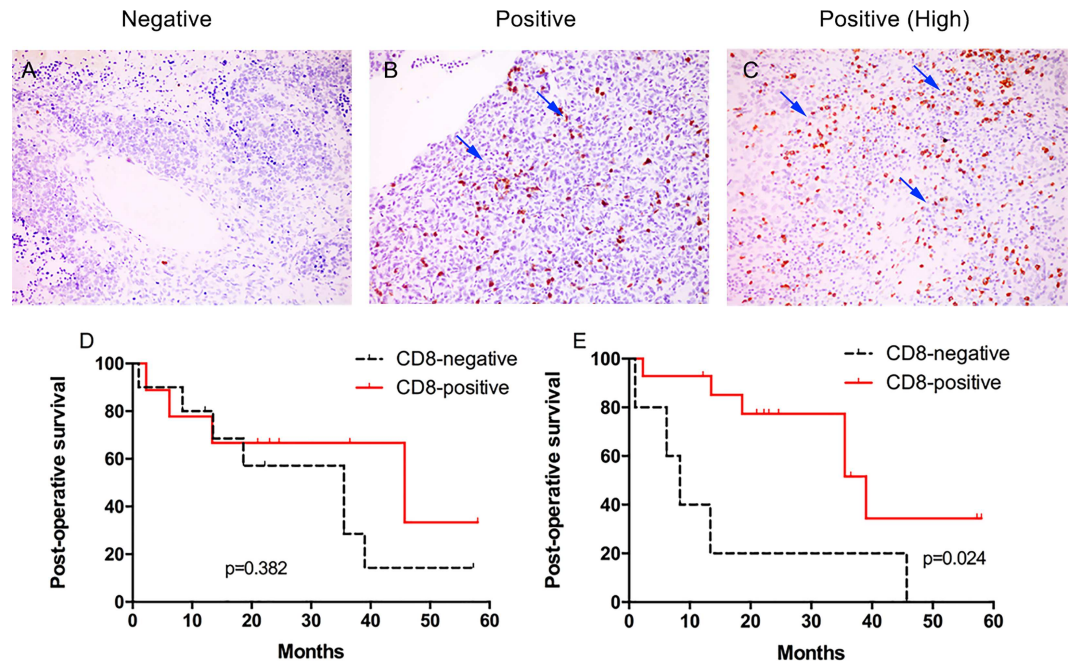 Negative
Positive
Positive (High)
A
B
C
D
CD8-negative
CD8-positive
Post-operative survival
100
80
60
40
20
0
p=0.382
0 10 20 30 40 50 60
Months
E
CD8-negative
CD8-positive
Post-operative survival
100
80
60
40
20
0
p=0.024
0 10 20 30 40 50 60
Months